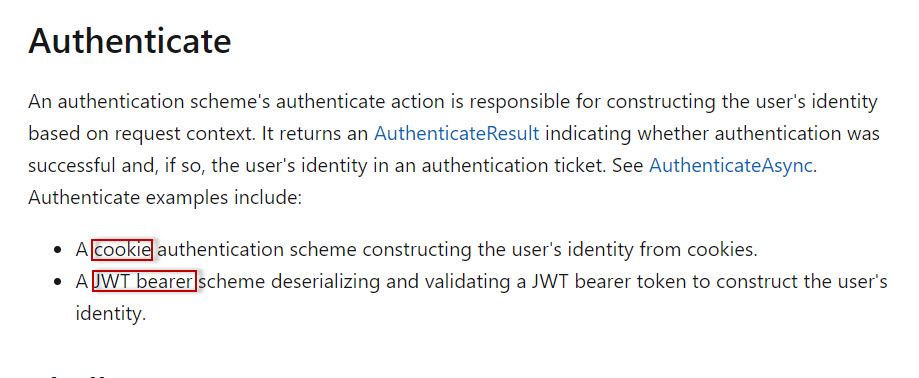 Authenticate
An authentication scheme's authenticate action is responsible for constructing the user's identity
based on request context. It returns an AuthenticateResult indicating whether authentication was
successful and, if so, the user's identity in an authentication ticket. See AuthenticateAsync.
Authenticate examples include:
• A cookie authentication scheme constructing the user's identity from cookies.
• A JWT bearer scheme deserializing and validating a JWT bearer token to construct the user's
identity.